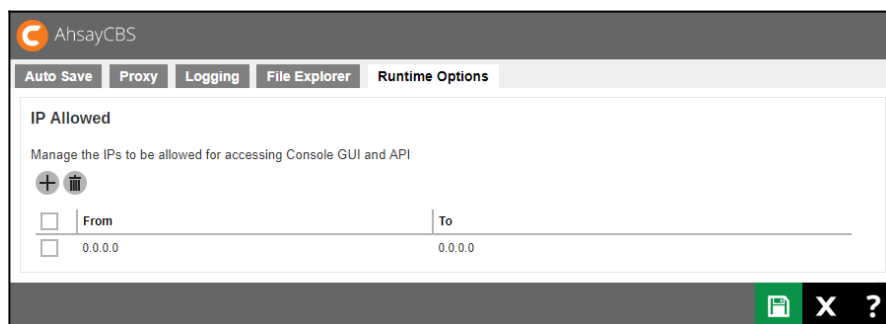 AhsayCBS
Auto Save Proxy Logging File Explorer Runtime Options
IP Allowed
Manage the IPs to be allowed for accessing Console GUI and API
From To
0.0.0.0 0.0.0.0
X ?